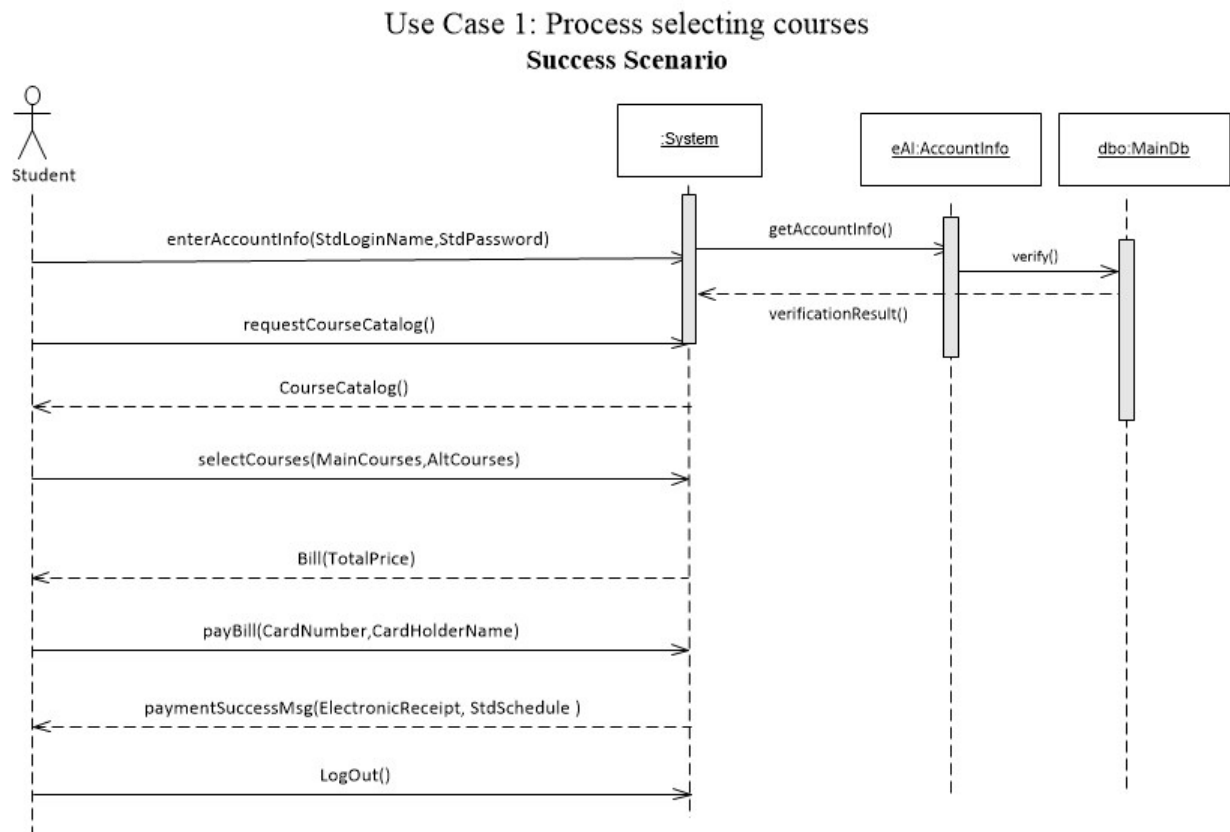 Use Case 1: Process selecting courses
Success Scenario
Student
:System
eAI:AccountInfo
dbo:MainDb
enterAccountInfo(StdLoginName,StdPassword)
getAccountInfo()
verify()
verificationResult()
requestCourseCatalog()
CourseCatalog()
selectCourses(MainCourses,AltCourses)
Bill(TotalPrice)
payBill(CardNumber,CardHolderName)
paymentSuccessMsg(ElectronicReceipt, StdSchedule )
LogOut()